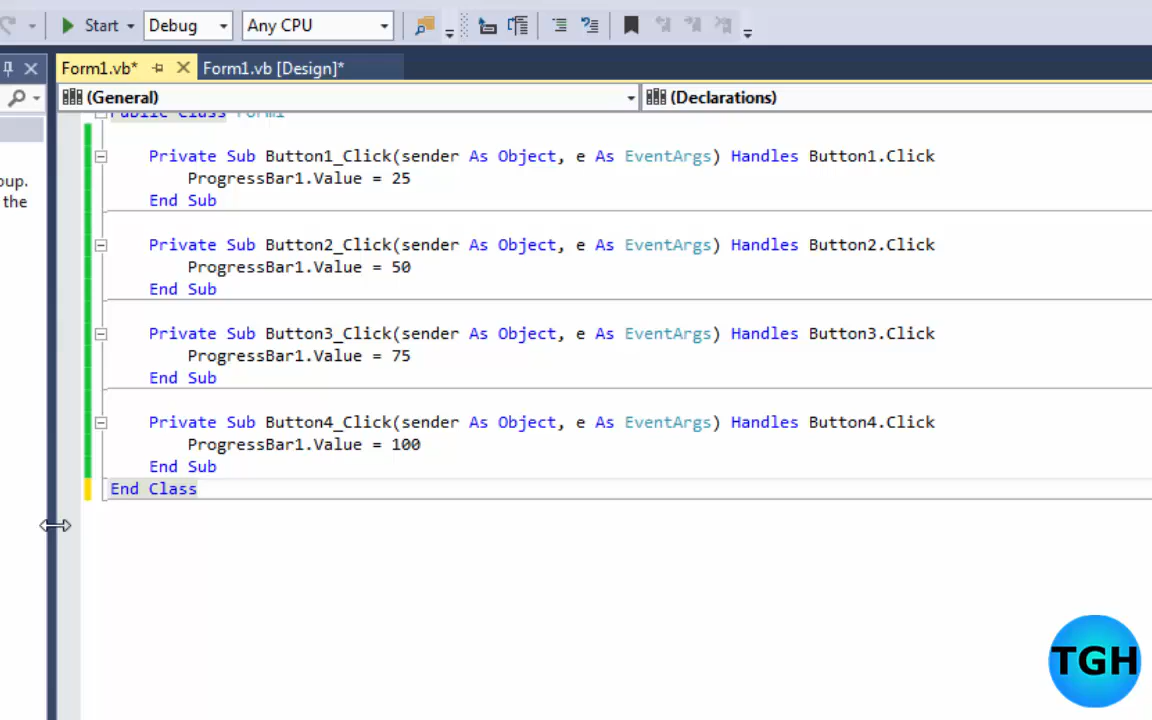 Start Debug Any CPU
Form1.vb* Form1.vb [Design]*
(General) (Declarations)
oup.
the
Public Class Form1
Private Sub Button1_Click(sender As Object, e As EventArgs) Handles Button1.Click
ProgressBar1.Value = 25
End Sub
Private Sub Button2_Click(sender As Object, e As EventArgs) Handles Button2.Click
ProgressBar1.Value = 50
End Sub
Private Sub Button3_Click(sender As Object, e As EventArgs) Handles Button3.Click
ProgressBar1.Value = 75
End Sub
Private Sub Button4_Click(sender As Object, e As EventArgs) Handles Button4.Click
ProgressBar1.Value = 100
End Sub
End Class
TGH